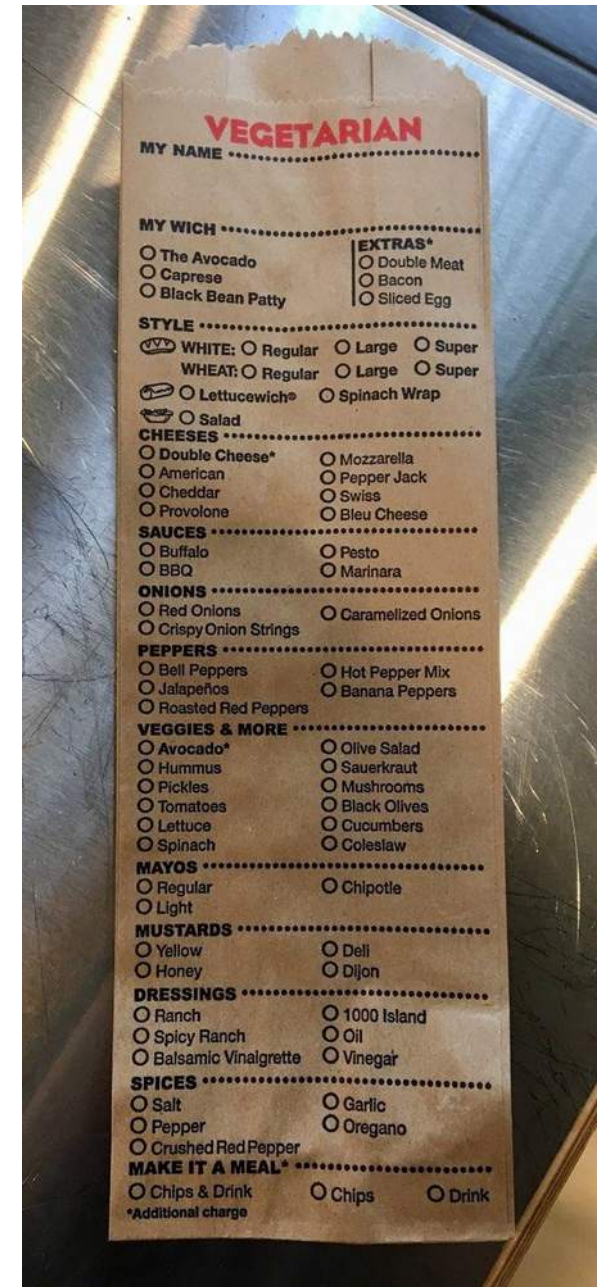 VEGETARIAN
MY NAME
MY WICH
EXTRAS*
The Avocado
Double Meat
Caprese
Bacon
Black Bean Patty
Sliced Egg
STYLE
WHITE: Regular Large Super
WHEAT: Regular Large Super
Lettucewich® Spinach Wrap
Salad
CHEESES
Double Cheese* Mozzarella
American Pepper Jack
Cheddar Swiss
Provolone Bleu Cheese
SAUCES
Buffalo Pesto
BBQ Marinara
ONIONS
Red Onions Caramelized Onions
Crispy Onion Strings
PEPPERS
Bell Peppers Hot Pepper Mix
Jalapeños Banana Peppers
Roasted Red Peppers
VEGGIES & MORE
Avocado* Olive Salad
Hummus Sauerkraut
Pickles Mushrooms
Tomatoes Black Olives
Lettuce Cucumbers
Spinach Coleslaw
MAYOS
Regular Chipotle
Light
MUSTARDS
Yellow Deli
Honey Dijon
DRESSINGS
Ranch 1000 Island
Spicy Ranch Oil
Balsamic Vinaigrette Vinegar
SPICES
Salt Garlic
Pepper Oregano
Crushed Red Pepper
MAKE IT A MEAL*
Chips & Drink Chips Drink
*Additional charge